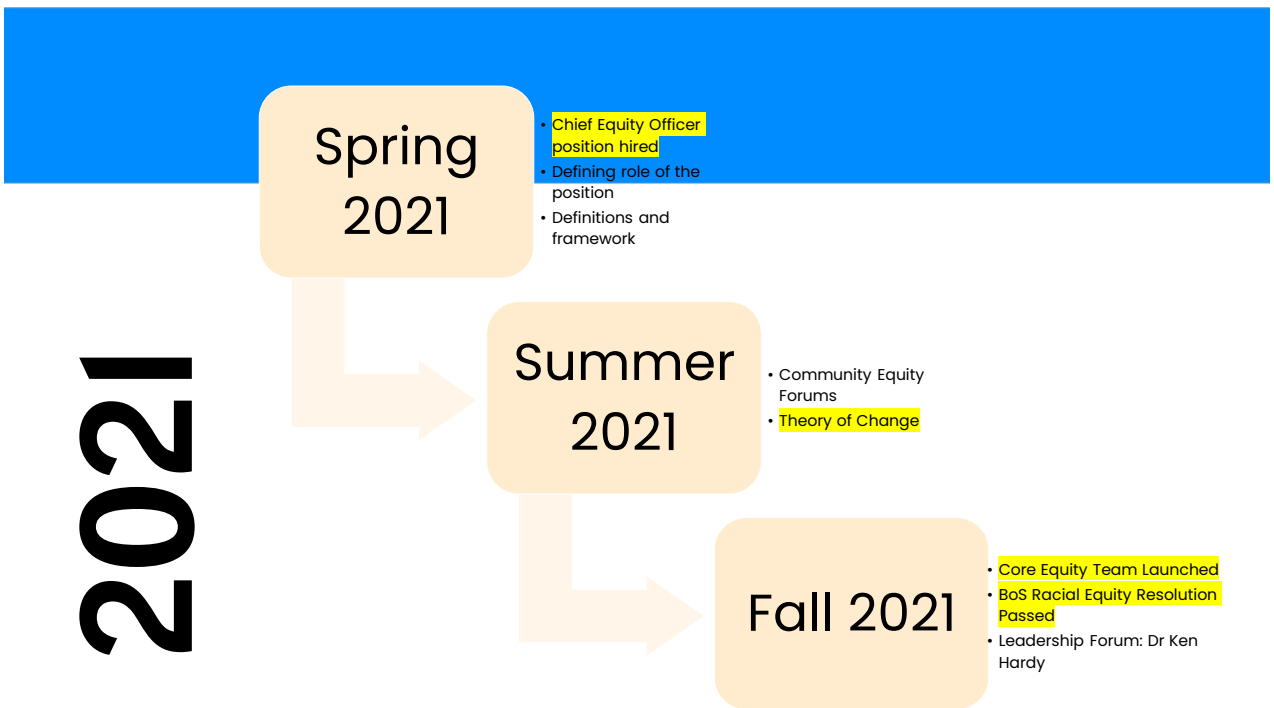 Spring
2021
• Chief Equity Officer
position hired
• Defining role of the
position
• Definitions and
framework
2021
Summer
2021
• Community Equity
Forums
• Theory of Change
Fall 2021
• Core Equity Team Launched
• BoS Racial Equity Resolution
Passed
• Leadership Forum: Dr Ken
Hardy